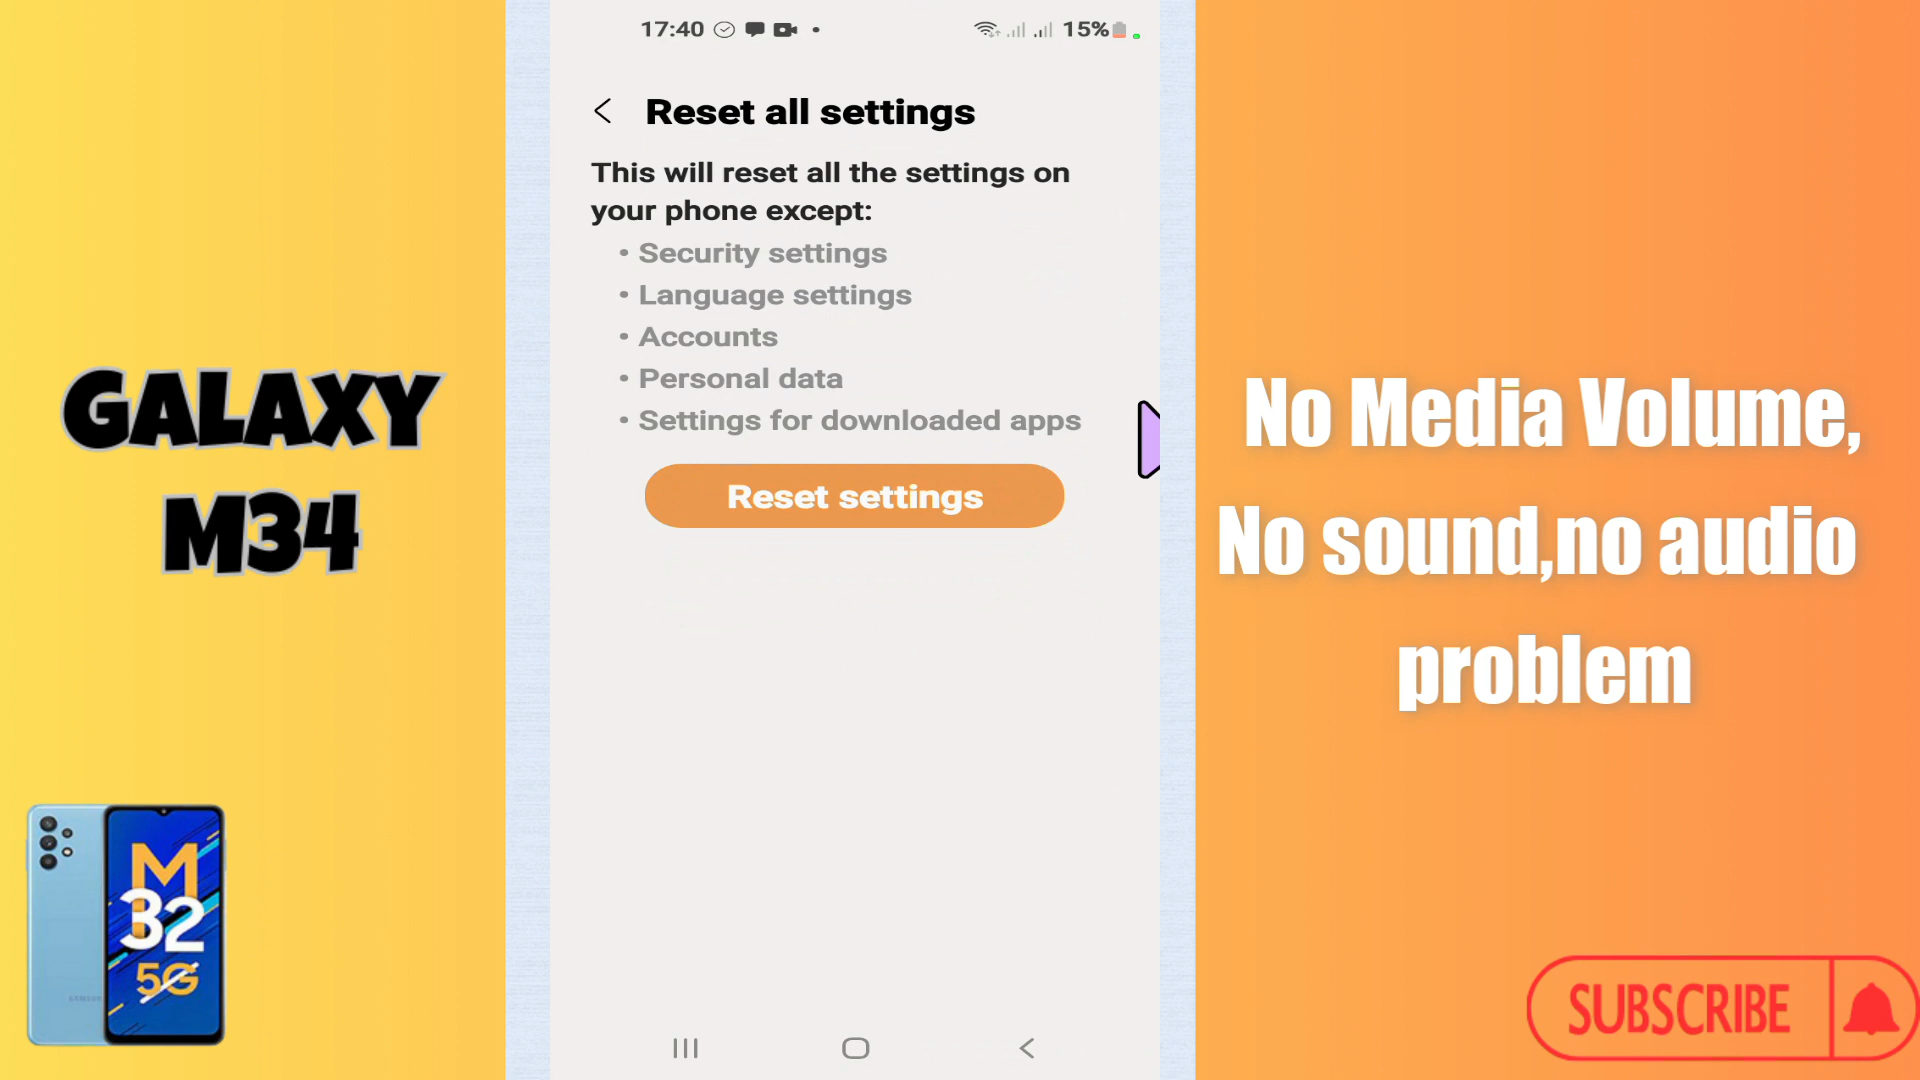 17:40
15%
Reset all settings
This will reset all the settings on
your phone except:
• Security settings
• Language settings
• Accounts
• Personal data
• Settings for downloaded apps
Reset settings
GALAXY
M34
No Media Volume,
No sound,no audio
problem
M
32
5G
SAMSUNG
SUBSCRIBE